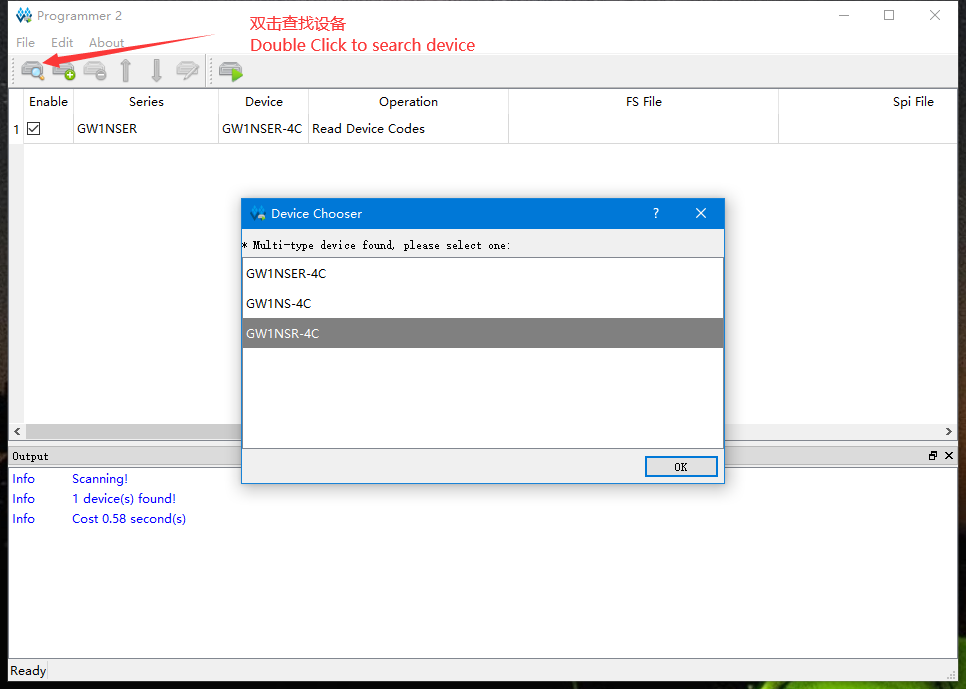 Programmer 2
双击查找设备
Double Click to search device
File Edit About
Enable Series Device Operation FS File Spi File
1 GW1NSER GW1NSER-4C Read Device Codes
Device Chooser ?
* Multi-type device found, please select one:
GW1NSER-4C
GW1NS-4C
GW1NSR-4C
OK
Output
Info Scanning!
Info 1 device(s) found!
Info Cost 0.58 second(s)
Ready